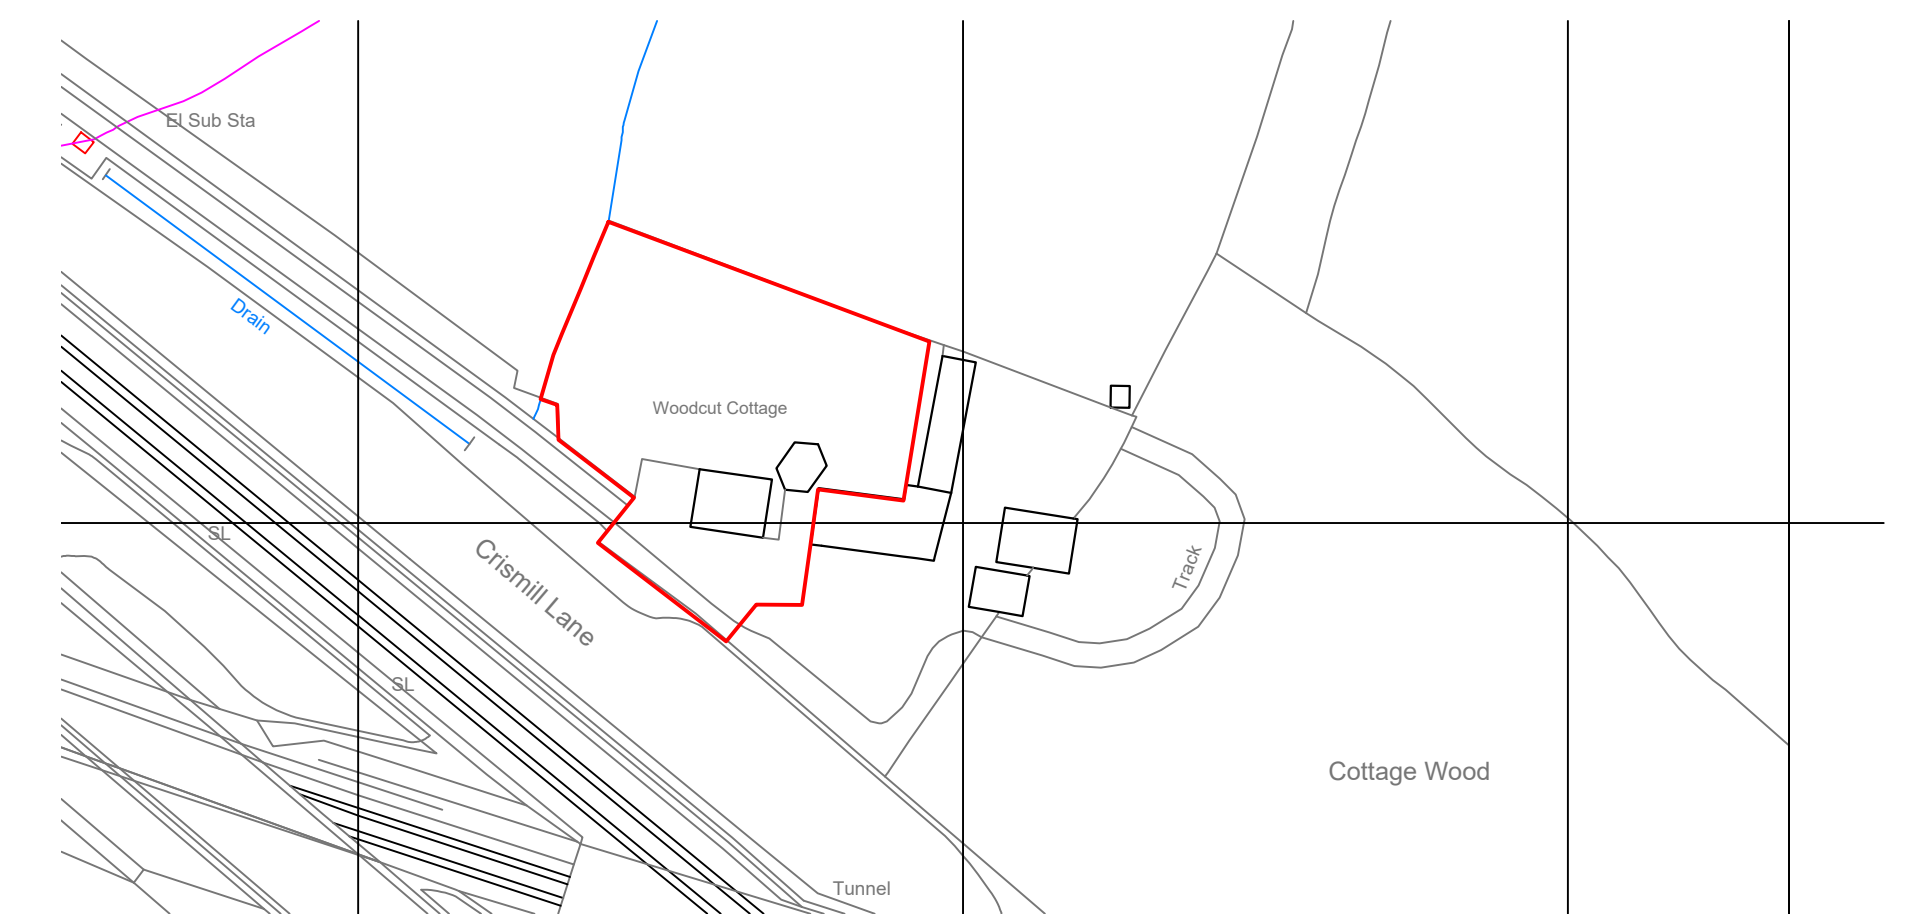 El Sub Sta
Drain
Woodcut Cottage
SL
Crismill Lane
Track
SL
Cottage Wood
Tunnel